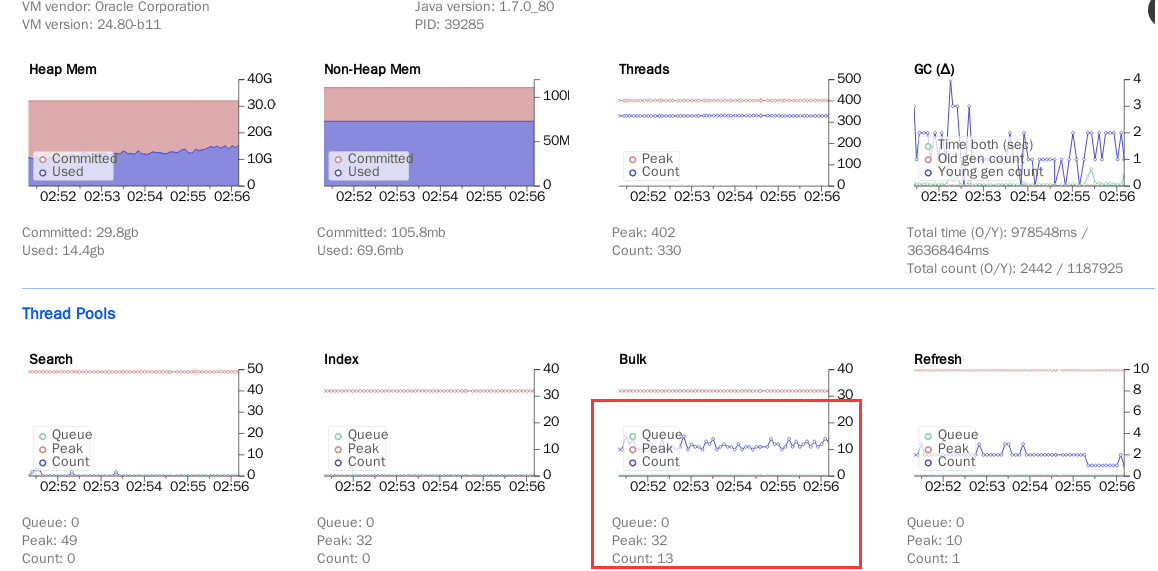 VM vendor: Oracle Corporation
Java version: 1.7.0_80
VM version: 24.80-b11
PID: 39285
Heap Mem
40G
30.0
20G
10G
0
Committed
Used
02:52 02:53 02:54 02:55 02:56
Committed: 29.8gb
Used: 14.4gb
Non-Heap Mem
100
50M
0
Committed
Used
02:52 02:53 02:54 02:55 02:56
Committed: 105.8mb
Used: 69.6mb
Threads
500
400
300
200
100
0
Peak
Count
02:52 02:53 02:54 02:55 02:56
Peak: 402
Count: 330
GC (Δ)
4
3
2
1
0
Time both (sec)
Old gen count
Young gen count
02:52 02:53 02:54 02:55 02:56
Total time (O/Y): 978548ms /
36368464ms
Total count (O/Y): 2442 / 1187925
Thread Pools
Search
50
40
30
20
10
0
Queue
Peak
Count
02:52 02:53 02:54 02:55 02:56
Queue: 0
Peak: 49
Count: 0
Index
40
30
20
10
0
Queue
Peak
Count
02:52 02:53 02:54 02:55 02:56
Queue: 0
Peak: 32
Count: 0
Bulk
40
30
20
10
0
Queue
Peak
Count
02:52 02:53 02:54 02:55 02:56
Queue: 0
Peak: 32
Count: 13
Refresh
10
8
6
4
2
0
Queue
Peak
Count
02:52 02:53 02:54 02:55 02:56
Queue: 0
Peak: 10
Count: 1